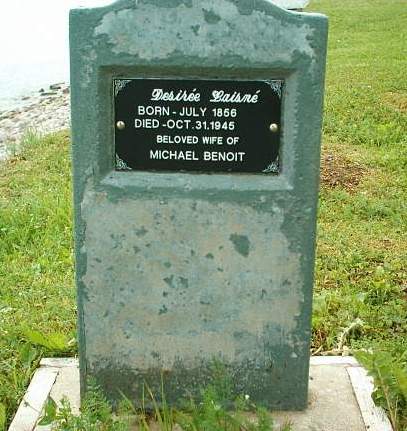 Desirée Laisné
BORN - JULY 1856
DIED - OCT. 31. 1945
BELOVED WIFE OF
MICHAEL BENOIT